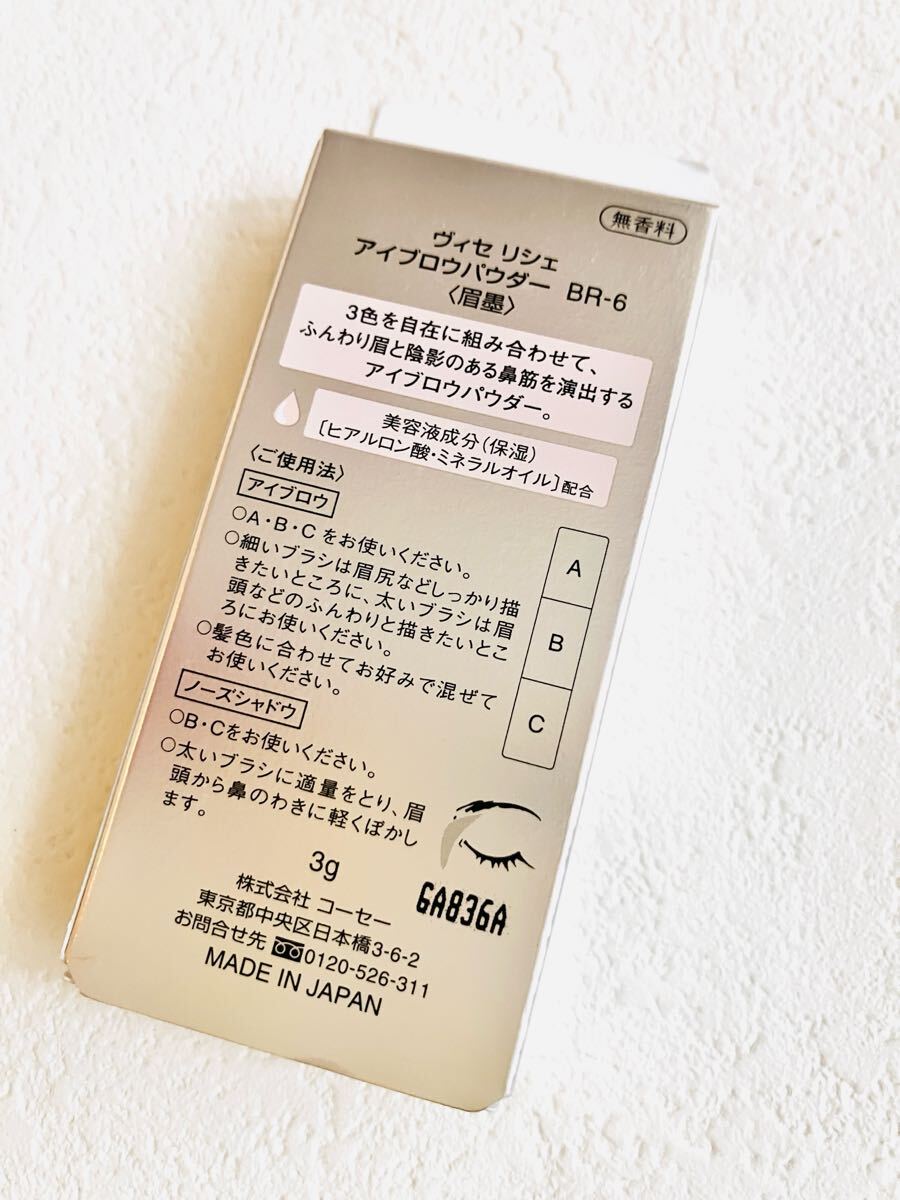 無香料
ヴィセ リシェ
アイブロウパウダー BR-6
〈眉墨〉
3色を自在に組み合わせて、
ふんわり眉と陰影のある鼻筋を演出する
アイブロウパウダー。
美容液成分(保湿)
〔ヒアルロン酸・ミネラルオイル〕配合
〈ご使用法〉
アイブロウ
○A・B・C をお使いください。
○細いブラシは眉尻などしっかり描
きたいところに、太いブラシは眉
頭などのふんわりと描きたいとこ
ろにお使いください。
○髪色に合わせてお好みで混ぜて
お使いください。
A
B
C
ノーズシャドウ
○B・Cをお使いください。
○太いブラシに適量をとり、眉
頭から鼻のわきに軽くぼかし
ます。
3g
株式会社 コーセー
東京都中央区日本橋3-6-2
お問合せ先 0120-526-311
MADE IN JAPAN
GA836A